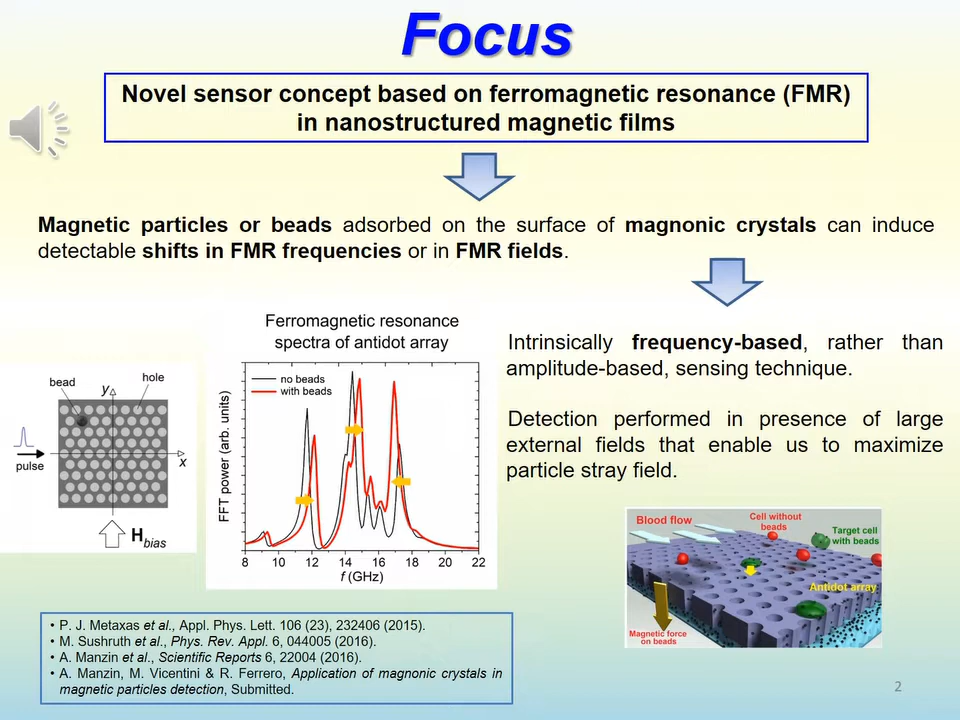 Focus
Novel sensor concept based on ferromagnetic resonance (FMR)
in nanostructured magnetic films
Magnetic particles or beads adsorbed on the surface of magnonic crystals can induce
detectable shifts in FMR frequencies or in FMR fields.
Ferromagnetic resonance
spectra of antidot array
bead
y
hole
pulse
x
H bias
no beads
with beads
FFT power (arb. units)
8 10 12 14 16 18 20 22
f (GHz)
Intrinsically frequency-based, rather than
amplitude-based, sensing technique.
Detection performed in presence of large
external fields that enable us to maximize
particle stray field.
Blood flow
Cell without
beads
Target cell
with beads
Antidot array
Magnetic force
on beads
• P. J. Metaxas et al., Appl. Phys. Lett. 106 (23), 232406 (2015).
• M. Sushruth et al., Phys. Rev. Appl. 6, 044005 (2016).
• A. Manzin et al., Scientific Reports 6, 22004 (2016).
• A. Manzin, M. Vicentini & R. Ferrero, Application of magnonic crystals in
magnetic particles detection, Submitted.
2